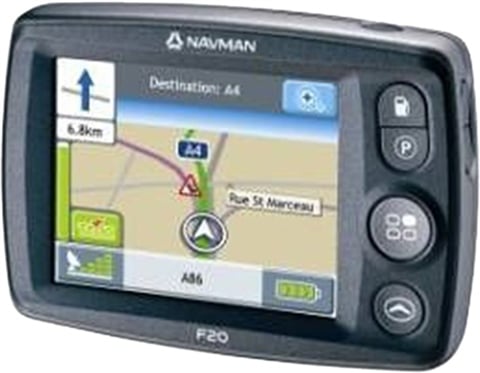 NAVMAN
Destination: A4
6.8km
A4
P
Rue St Marceau
A86
F20